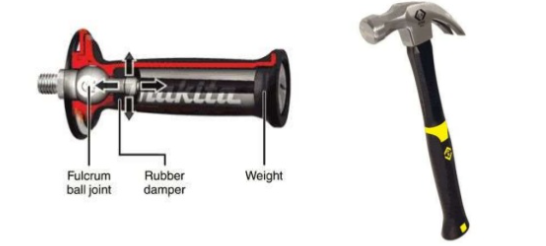 makita
Fulcrum
ball joint
Rubber
damper
Weight